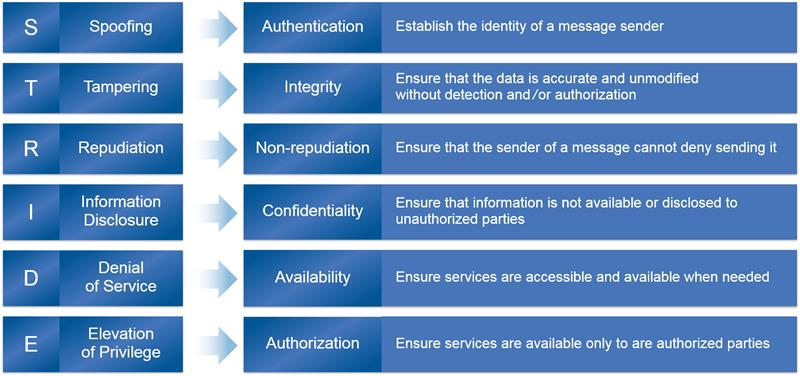 S Spoofing Authentication Establish the identity of a message sender
T Tampering Integrity Ensure that the data is accurate and unmodified
without detection and/or authorization
R Repudiation Non-repudiation Ensure that the sender of a message cannot deny sending it
I Information
Disclosure Confidentiality Ensure that information is not available or disclosed to
unauthorized parties
D Denial
of Service Availability Ensure services are accessible and available when needed
E Elevation
of Privilege Authorization Ensure services are available only to are authorized parties